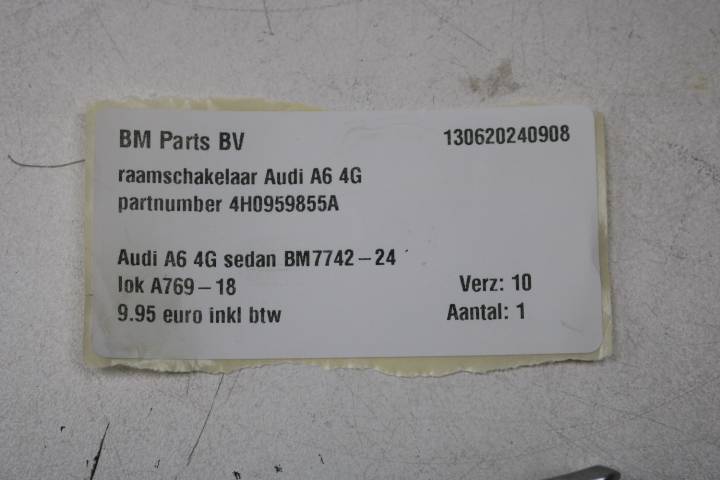 BM Parts BV 130620240908
raamschakelaar Audi A6 4G
partnumber 4H0959855A
Audi A6 4G sedan BM7742-24
lok A769-18 Verz: 10
9.95 euro inkl btw Aantal: 1